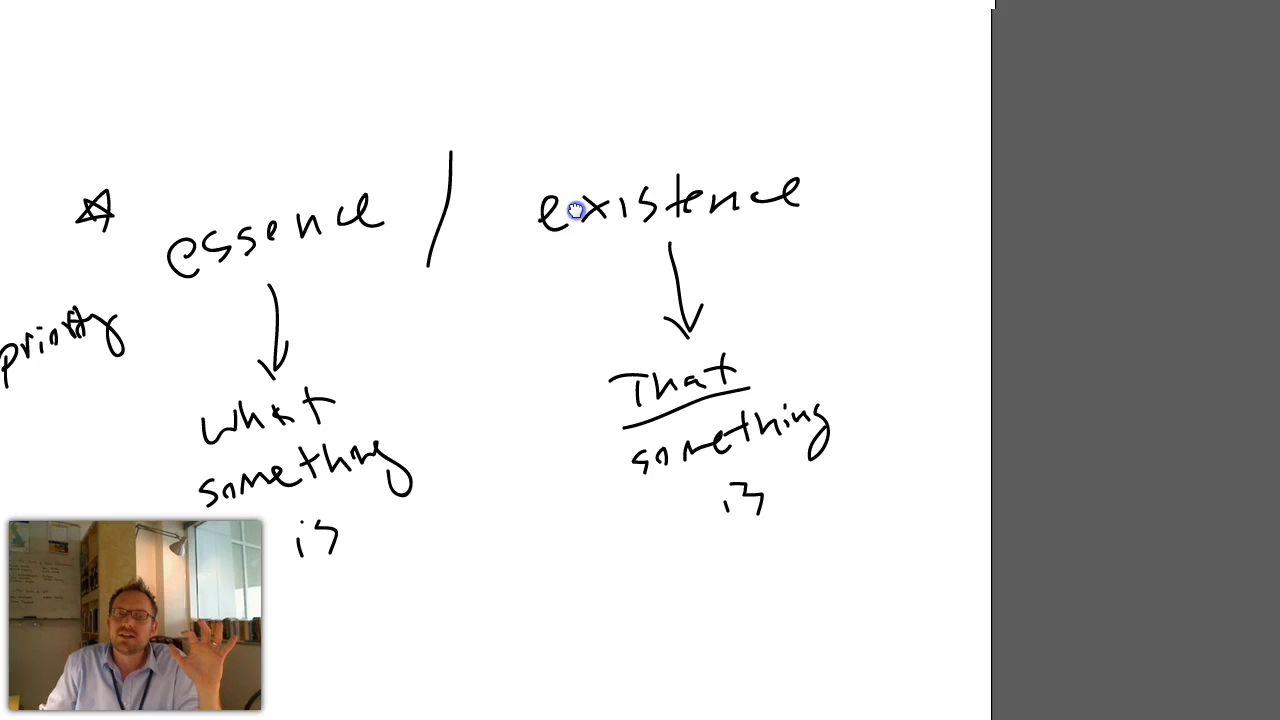 essence / existence
priority
what
something
is
That
something
is